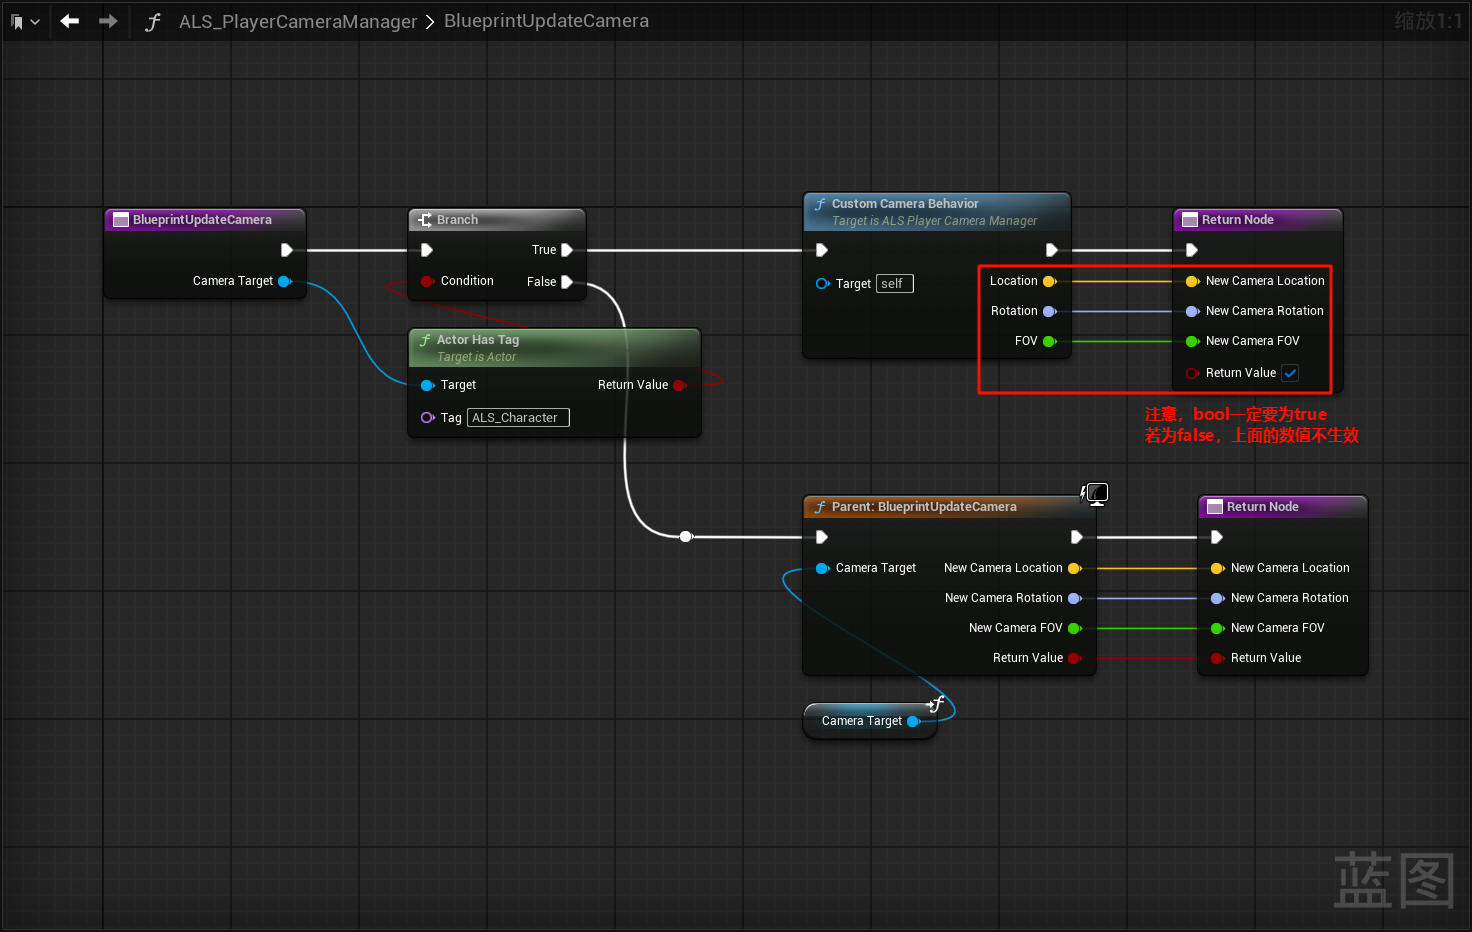 ALS_PlayerCameraManager > BlueprintUpdateCamera
缩放1:1
BlueprintUpdateCamera
Camera Target
Branch
True
Condition
False
Actor Has Tag
Target is Actor
Target
Return Value
Tag ALS_Character
Custom Camera Behavior
Target is ALS Player Camera Manager
Target self
Location
Rotation
FOV
Return Node
New Camera Location
New Camera Rotation
New Camera FOV
Return Value
注意，bool一定要为true
若为false，上面的数值不生效
Parent: BlueprintUpdateCamera
Camera Target
New Camera Location
New Camera Rotation
New Camera FOV
Return Value
Return Node
New Camera Location
New Camera Rotation
New Camera FOV
Return Value
Camera Target
蓝图